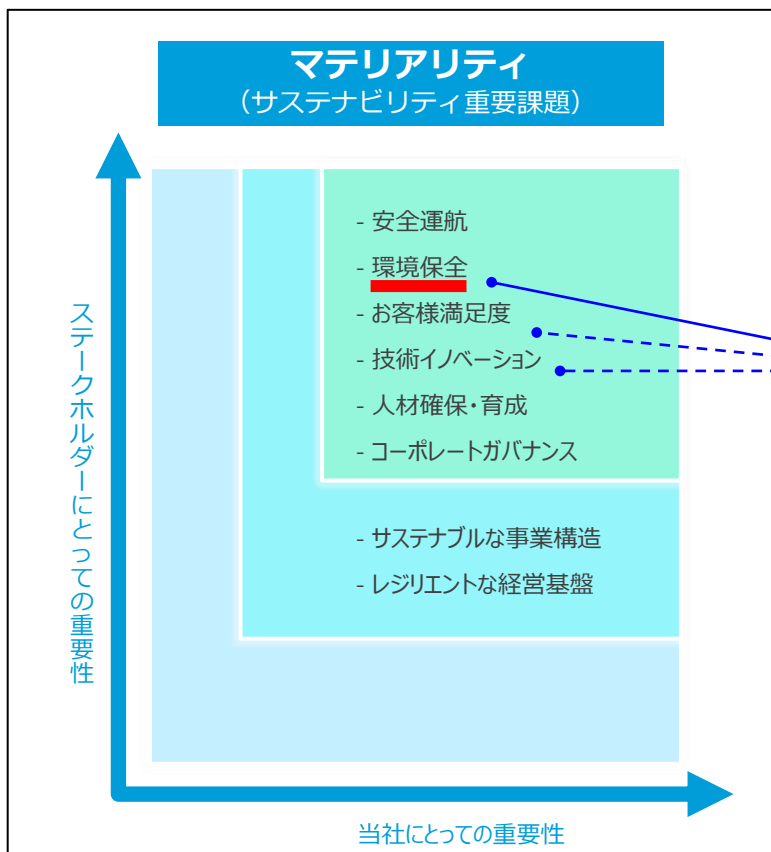 マテリアリティ
(サステナビリティ重要課題)
ステークホルダーにとっての重要性
- 安全運航
- 環境保全
- お客様満足度
- 技術イノベーション
- 人材確保・育成
- コーポレートガバナンス
- サステナブルな事業構造
- レジリエントな経営基盤
当社にとっての重要性